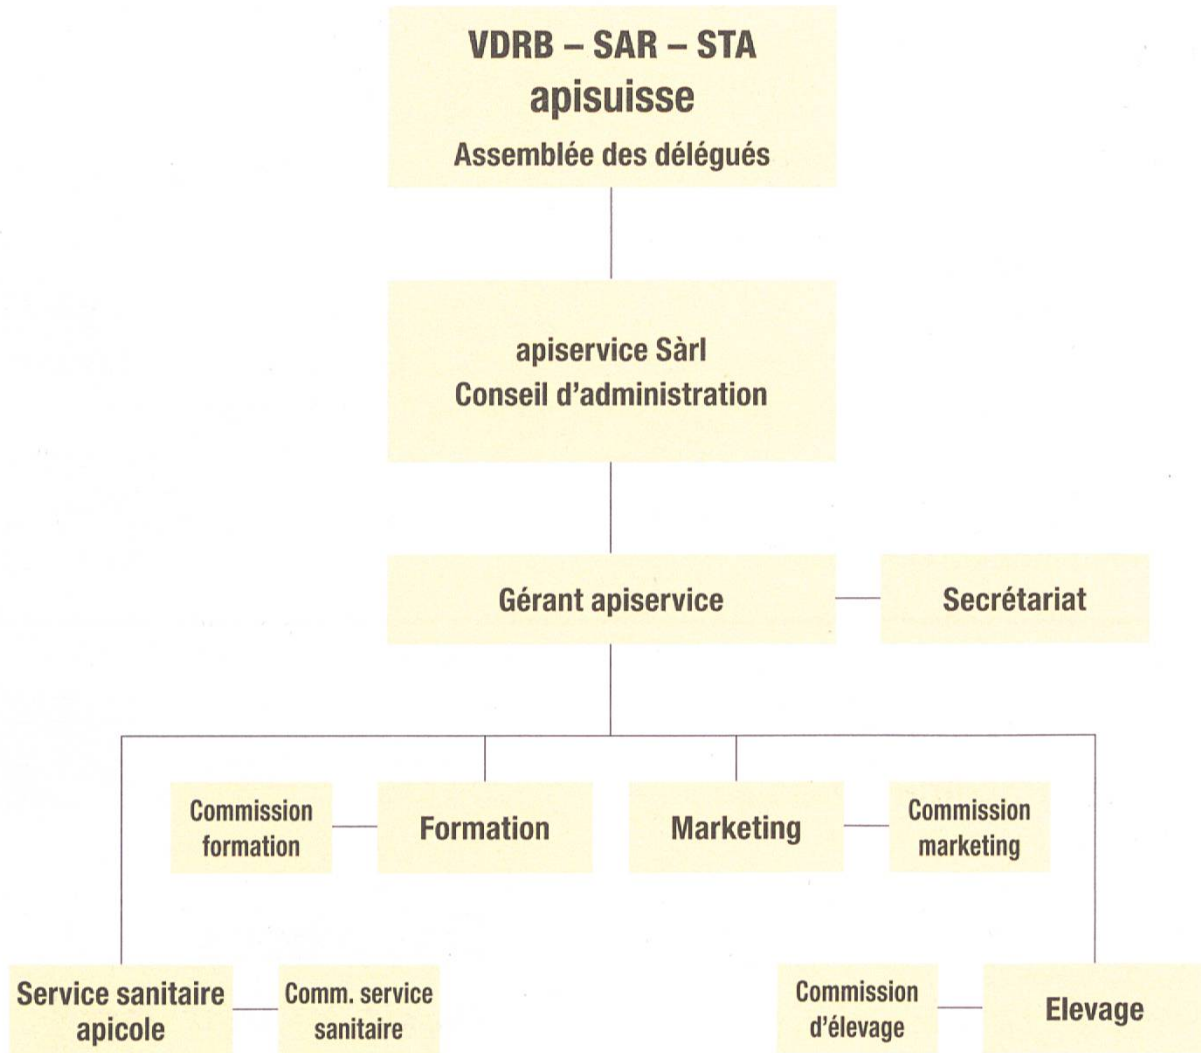 VDRB – SAR – STA
apisuisse
Assemblée des délégués
apiservice Sàrl
Conseil d'administration
Gérant apiservice
Secrétariat
Commission
formation
Formation
Marketing
Commission
marketing
Service sanitaire
apicole
Comm. service
sanitaire
Commission
d'élevage
Elevage